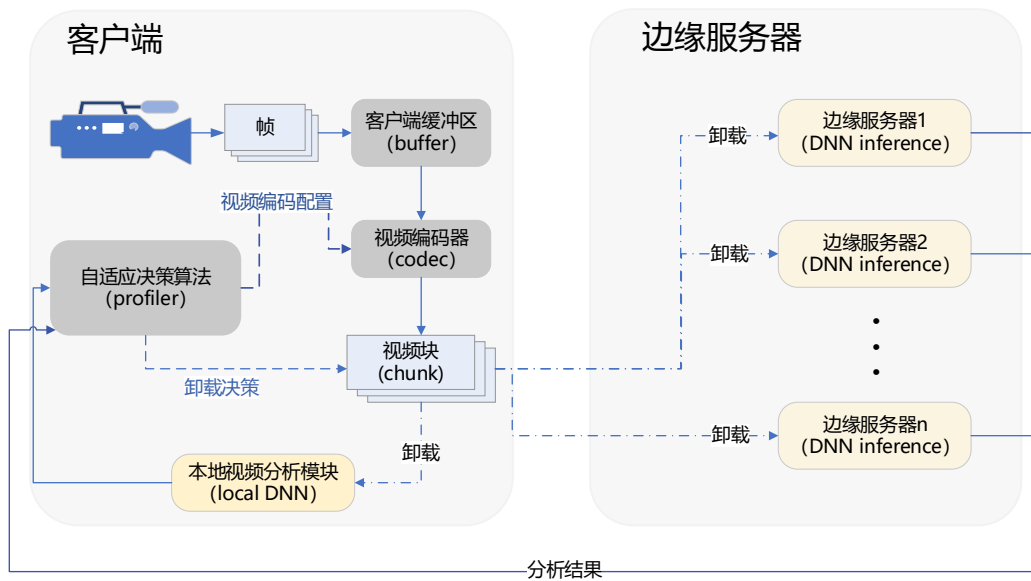 客户端
边缘服务器
帧
客户端缓冲区
（buffer）
卸载
边缘服务器1
（DNN inference）
视频编码配置
视频编码器
（codec）
卸载
边缘服务器2
（DNN inference）
自适应决策算法
（profiler）
视频块
(chunk)
卸载决策
卸载
卸载
边缘服务器n
（DNN inference）
本地视频分析模块
（local DNN）
分析结果